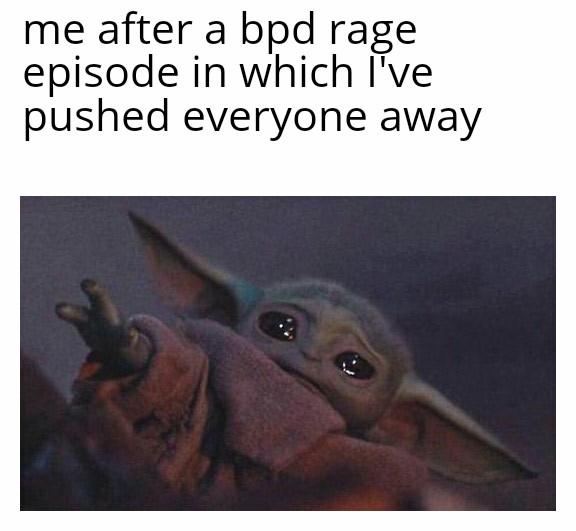 me after a bpd rage
episode in which I've
pushed everyone away